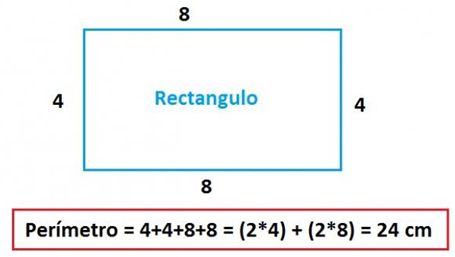 8
4
Rectangulo
4
8
Perímetro = 4+4+8+8 = (2*4) + (2*8) = 24 cm